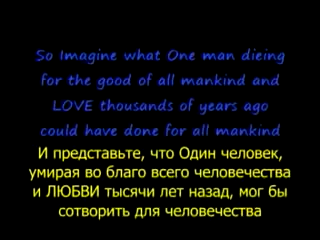 So Imagine what One man dieing
for the good of all mankind and
LOVE thousands of years ago
could have done for all mankind
И представьте, что Один человек,
умирая во благо всего человечества
и ЛЮБВИ тысячи лет назад, мог бы
сотворить для человечества